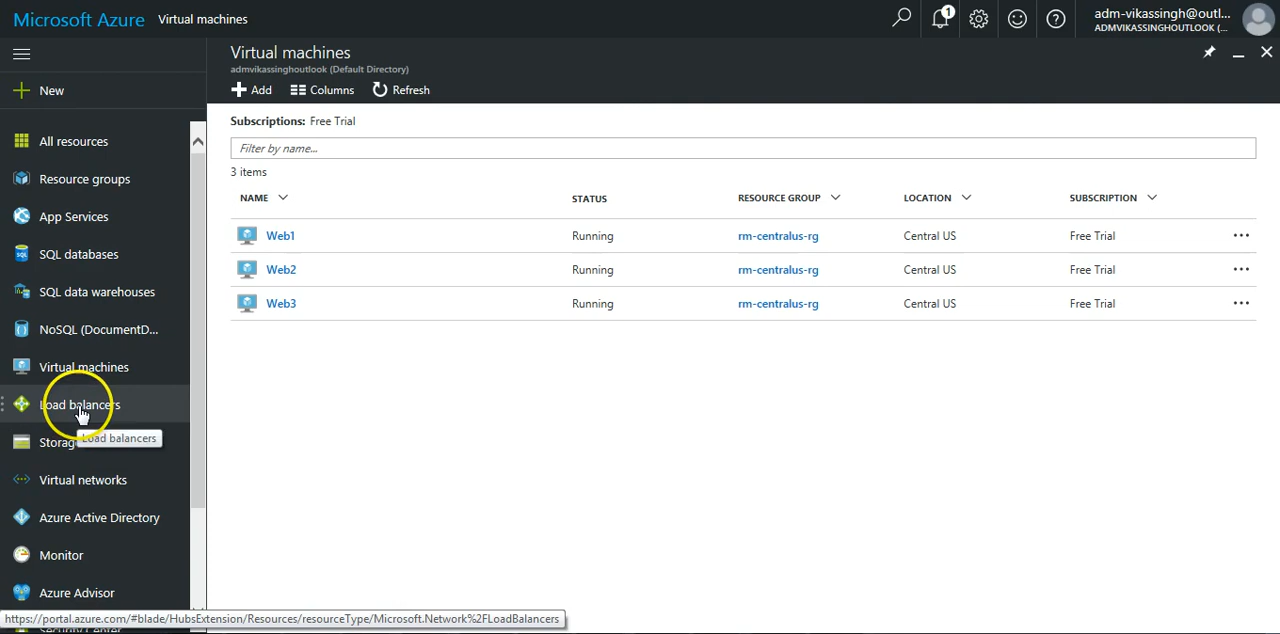 Microsoft Azure Virtual machines
1
adm-vikassingh@outl...
ADMVIKASSINGHOUTLOOK (...
Virtual machines
admvikassinghoutlook (Default Directory)
Add Columns Refresh
New
All resources
Resource groups
App Services
SQL databases
SQL
SQL data warehouses
NoSQL (DocumentD...
Virtual machines
Load balancers
Load balancers
Storag
Virtual networks
Azure Active Directory
Monitor
Azure Advisor
Security Center
Subscriptions: Free Trial
Filter by name...
3 items
NAME STATUS RESOURCE GROUP LOCATION SUBSCRIPTION
Web1 Running rm-centralus-rg Central US Free Trial ...
Web2 Running rm-centralus-rg Central US Free Trial ...
Web3 Running rm-centralus-rg Central US Free Trial ...
https://portal.azure.com/#blade/HubsExtension/Resources/resourceType/Microsoft.Network%2FLoadBalancers